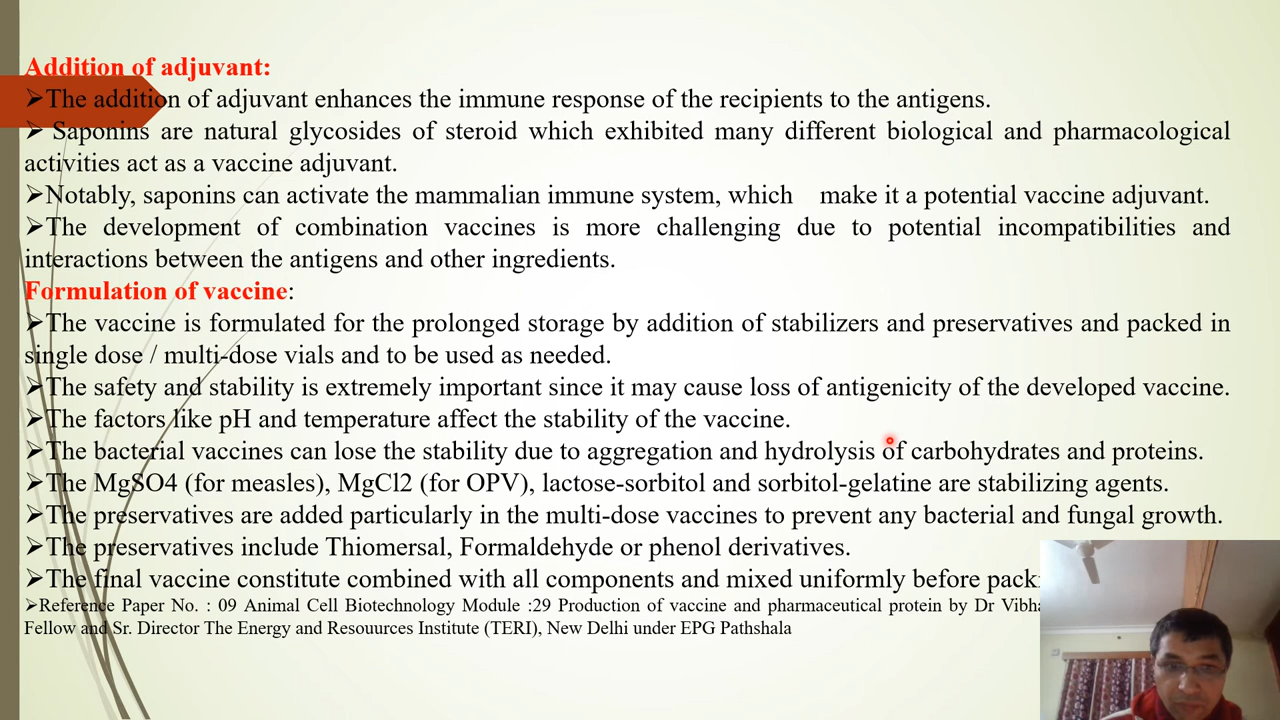 Addition of adjuvant:
➢The addition of adjuvant enhances the immune response of the recipients to the antigens.
➢ Saponins are natural glycosides of steroid which exhibited many different biological and pharmacological
activities act as a vaccine adjuvant.
➢Notably, saponins can activate the mammalian immune system, which make it a potential vaccine adjuvant.
➢The development of combination vaccines is more challenging due to potential incompatibilities and
interactions between the antigens and other ingredients.
Formulation of vaccine:
➢The vaccine is formulated for the prolonged storage by addition of stabilizers and preservatives and packed in
single dose / multi-dose vials and to be used as needed.
➢The safety and stability is extremely important since it may cause loss of antigenicity of the developed vaccine.
➢The factors like pH and temperature affect the stability of the vaccine.
➢The bacterial vaccines can lose the stability due to aggregation and hydrolysis of carbohydrates and proteins.
➢The MgSO4 (for measles), MgCl2 (for OPV), lactose-sorbitol and sorbitol-gelatine are stabilizing agents.
➢The preservatives are added particularly in the multi-dose vaccines to prevent any bacterial and fungal growth.
➢The preservatives include Thiomersal, Formaldehyde or phenol derivatives.
➢The final vaccine constitute combined with all components and mixed uniformly before
➢Reference Paper No. : 09 Animal Cell Biotechnology Module :29 Production of vaccine and pharmaceutical protein by Dr
Fellow and Sr. Director The Energy and Resouurces Institute (TERI), New Delhi under EPG Pathshala